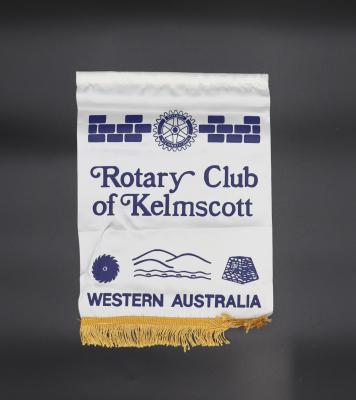 Rotary Club
of Kelmscott
WESTERN AUSTRALIA